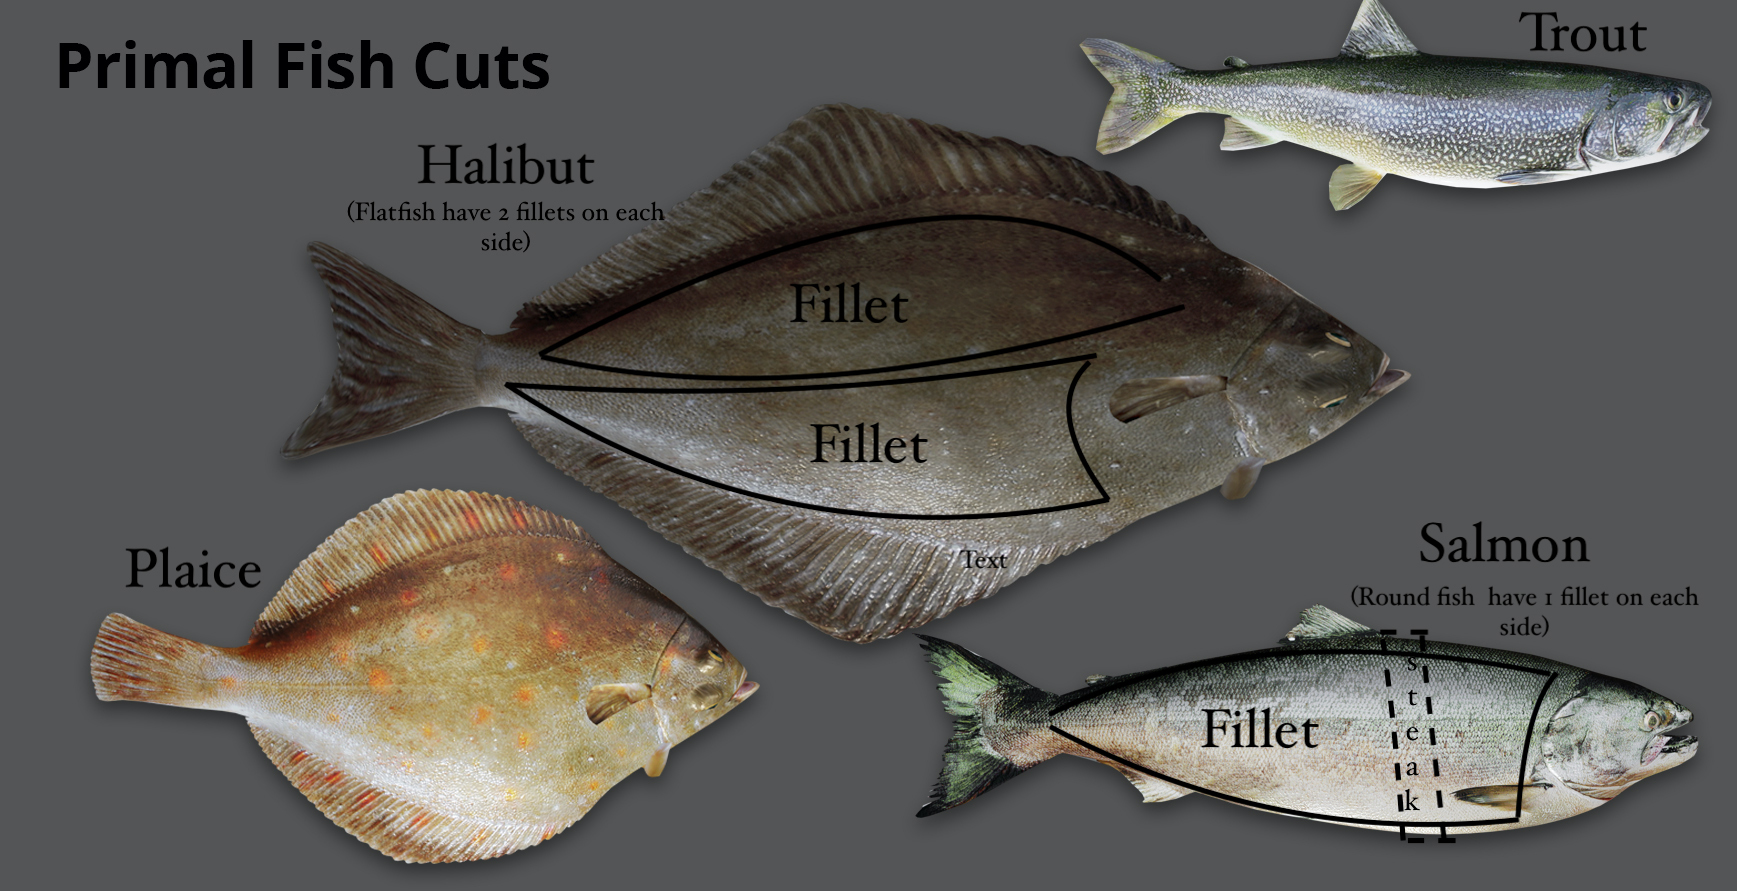 Primal Fish Cuts
Trout
Halibut
(Flatfish have 2 fillets on each
side)
Fillet
Fillet
Text
Plaice
Salmon
(Round fish  have 1 fillet on each
side)
Fillet
s
t
e
a
k